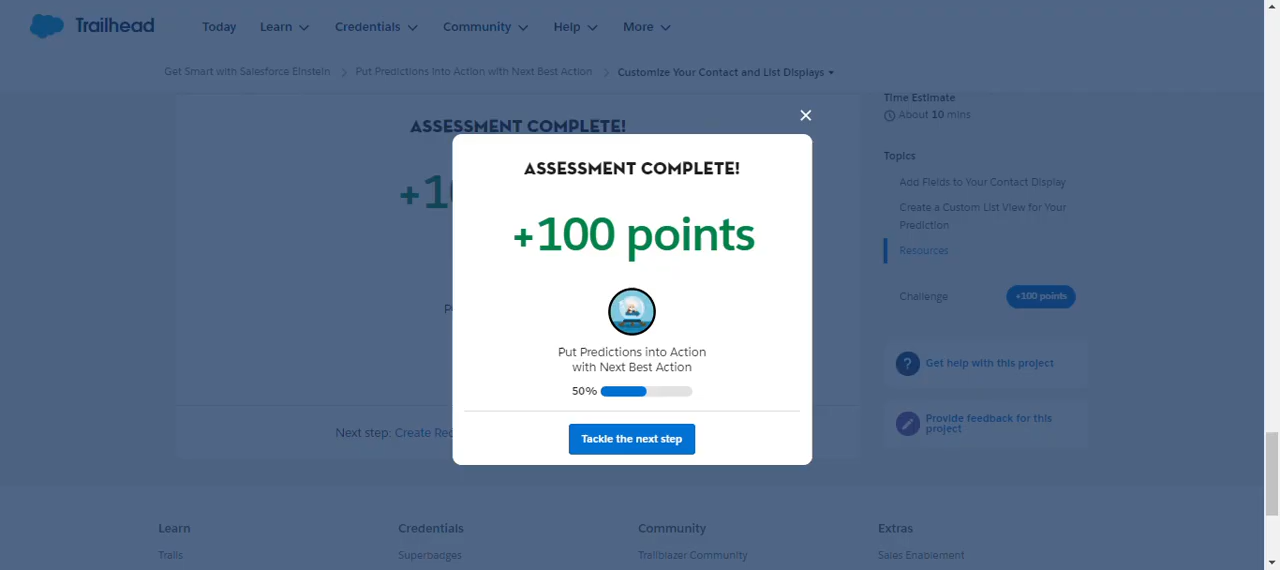 Trailhead
Today Learn Credentials Community Help More
Get Smart with Salesforce Einstein Put Predictions Into Action with Next Best Action Customize Your Contact and List Displays
Time Estimate
About 10 mins
ASSESSMENT COMPLETE!
+10
Topics
Add Fields to Your Contact Display
Create a Custom List View for Your
Prediction
Resources
Challenge +100 points
Get help with this project
Provide feedback for this
project
P
Next step: Create Rec
ASSESSMENT COMPLETE!
+100 points
Put Predictions into Action
with Next Best Action
50%
Tackle the next step
Learn Credentials Community Extras
Trails Superbadges Trailblazer Community Sales Enablement